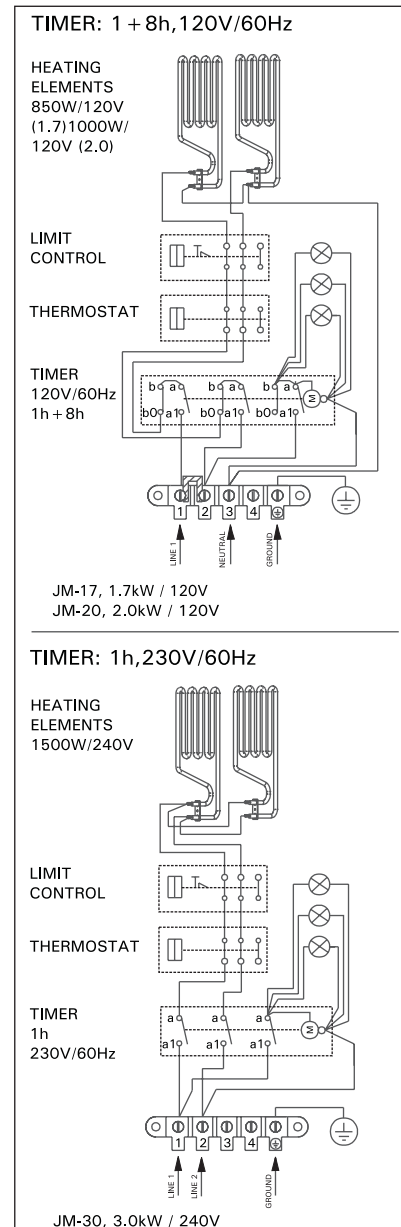 TIMER: 1+8h,120V/60Hz
HEATING
ELEMENTS
850W/120V
(1.7)1000W/
120V (2.0)
LIMIT
CONTROL
THERMOSTAT
TIMER
120V/60Hz
1h+8h
b a b a b a
M
b0 a1 b0 a1 b0 a1
1 2 3 4
LINE 1
NEUTRAL
GROUND
JM-17, 1.7kW / 120V
JM-20, 2.0kW / 120V
TIMER: 1h,230V/60Hz
HEATING
ELEMENTS
1500W/240V
LIMIT
CONTROL
THERMOSTAT
TIMER
1h
230V/60Hz
a a a
M
a1 a1 a1
1 2 3 4
LINE 1
LINE 2
GROUND
JM-30, 3.0kW / 240V